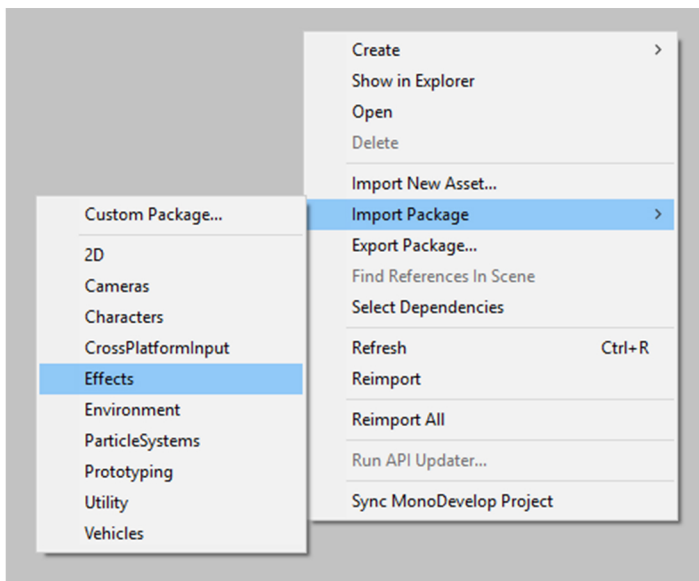 Create
Show in Explorer
Open
Delete
Import New Asset...
Import Package
Export Package...
Find References In Scene
Select Dependencies
Refresh Ctrl+R
Reimport
Reimport All
Run API Updater...
Sync MonoDevelop Project
Custom Package...
2D
Cameras
Characters
CrossPlatformInput
Effects
Environment
ParticleSystems
Prototyping
Utility
Vehicles